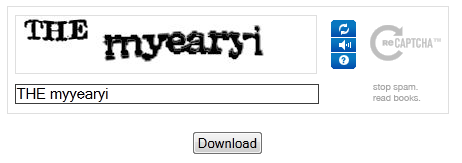 THE myearyi
reCAPTCHA™
THE myyearyi
stop spam.
read books.
Download